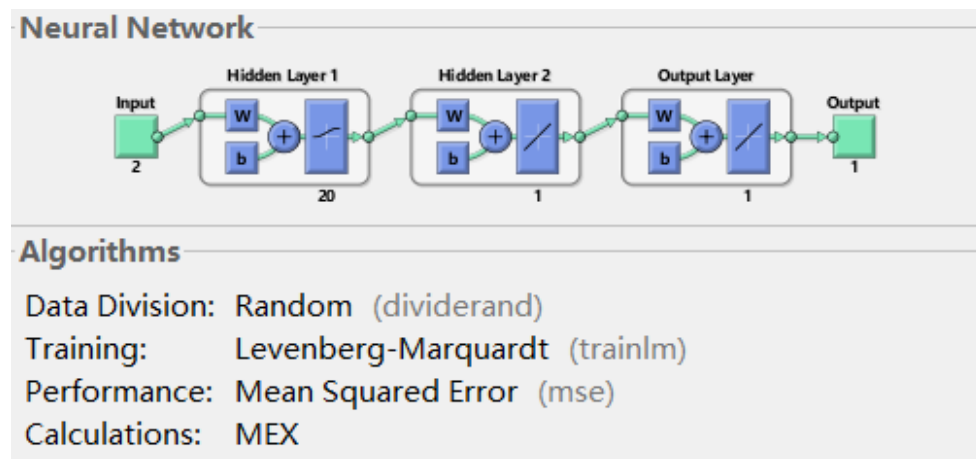 Neural Network
Hidden Layer 1 Hidden Layer 2 Output Layer
Input Output
W W W
b b b
2 1
20 1 1
Algorithms
Data Division: Random (dividerand)
Training: Levenberg-Marquardt (trainlm)
Performance: Mean Squared Error (mse)
Calculations: MEX